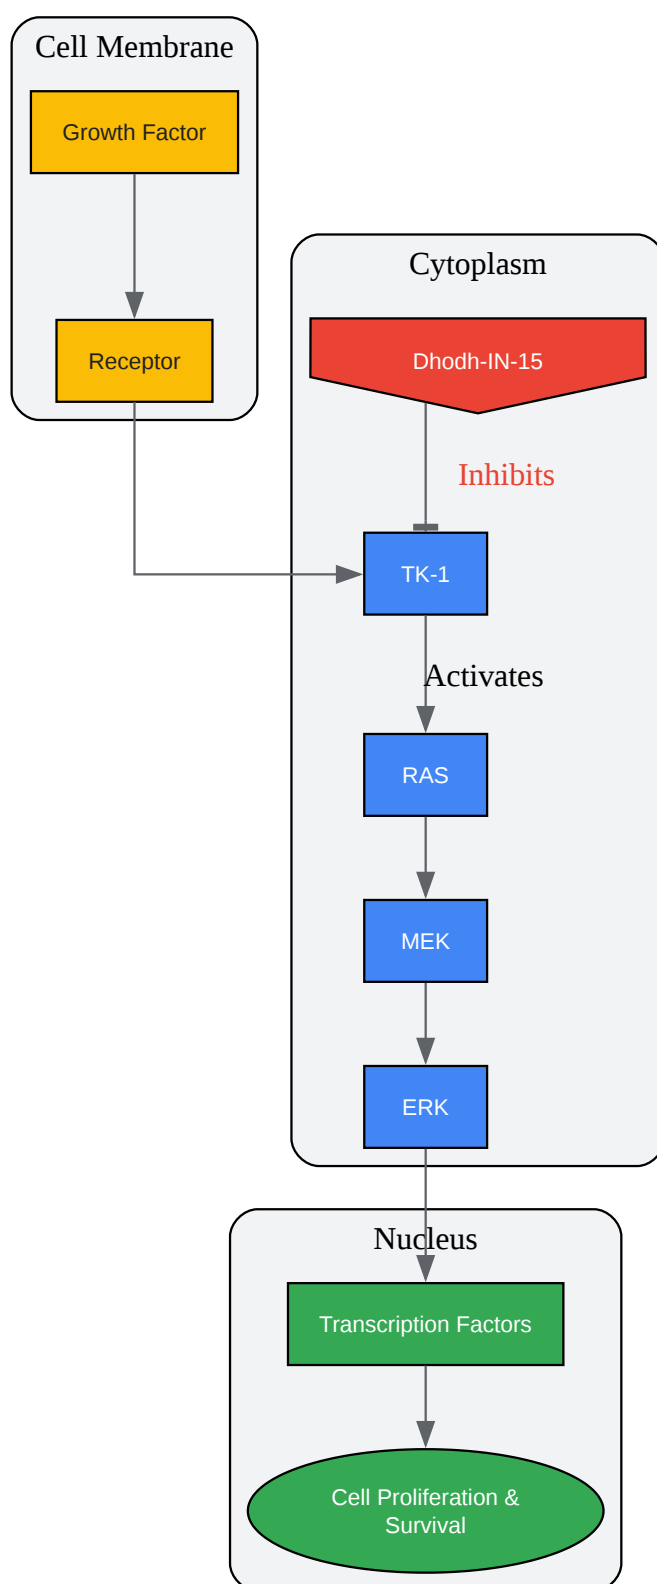 Cell Membrane
Growth Factor
Receptor
Cytoplasm
Dhodh-IN-15
Inhibits
TK-1
Activates
RAS
MEK
ERK
Nucleus
Transcription Factors
Cell Proliferation &
Survival